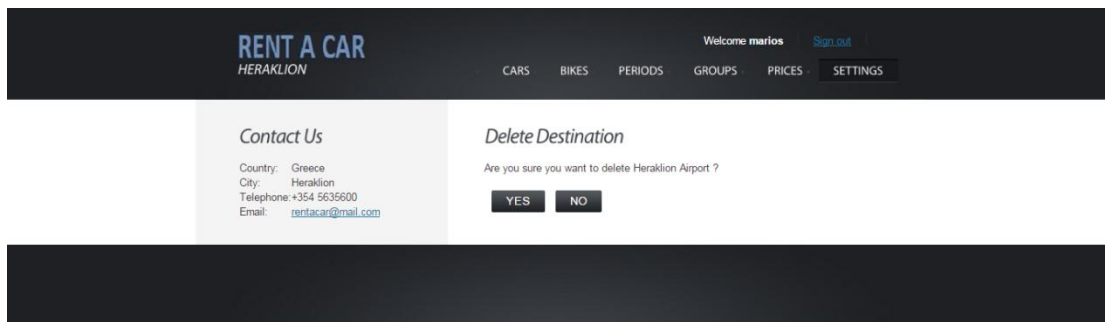 RENT A CAR
HERAKLION
Welcome marios Sign out
CARS BIKES PERIODS GROUPS PRICES SETTINGS
Contact Us
Country: Greece
City: Heraklion
Telephone:+354 5635600
Email: rentacar@mail.com
Delete Destination
Are you sure you want to delete Heraklion Airport ?
YES NO